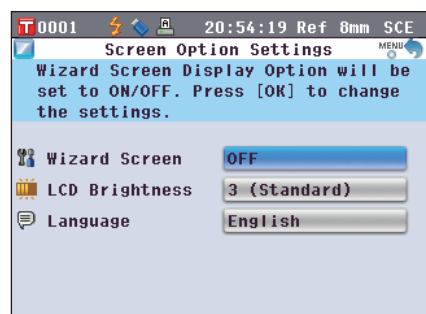 T 0001 20:54:19 Ref 8mm SCE
Screen Option Settings MENU
Wizard Screen Display Option will be
set to ON/OFF. Press [OK] to change
the settings.
Wizard Screen OFF
LCD Brightness 3 (Standard)
Language English